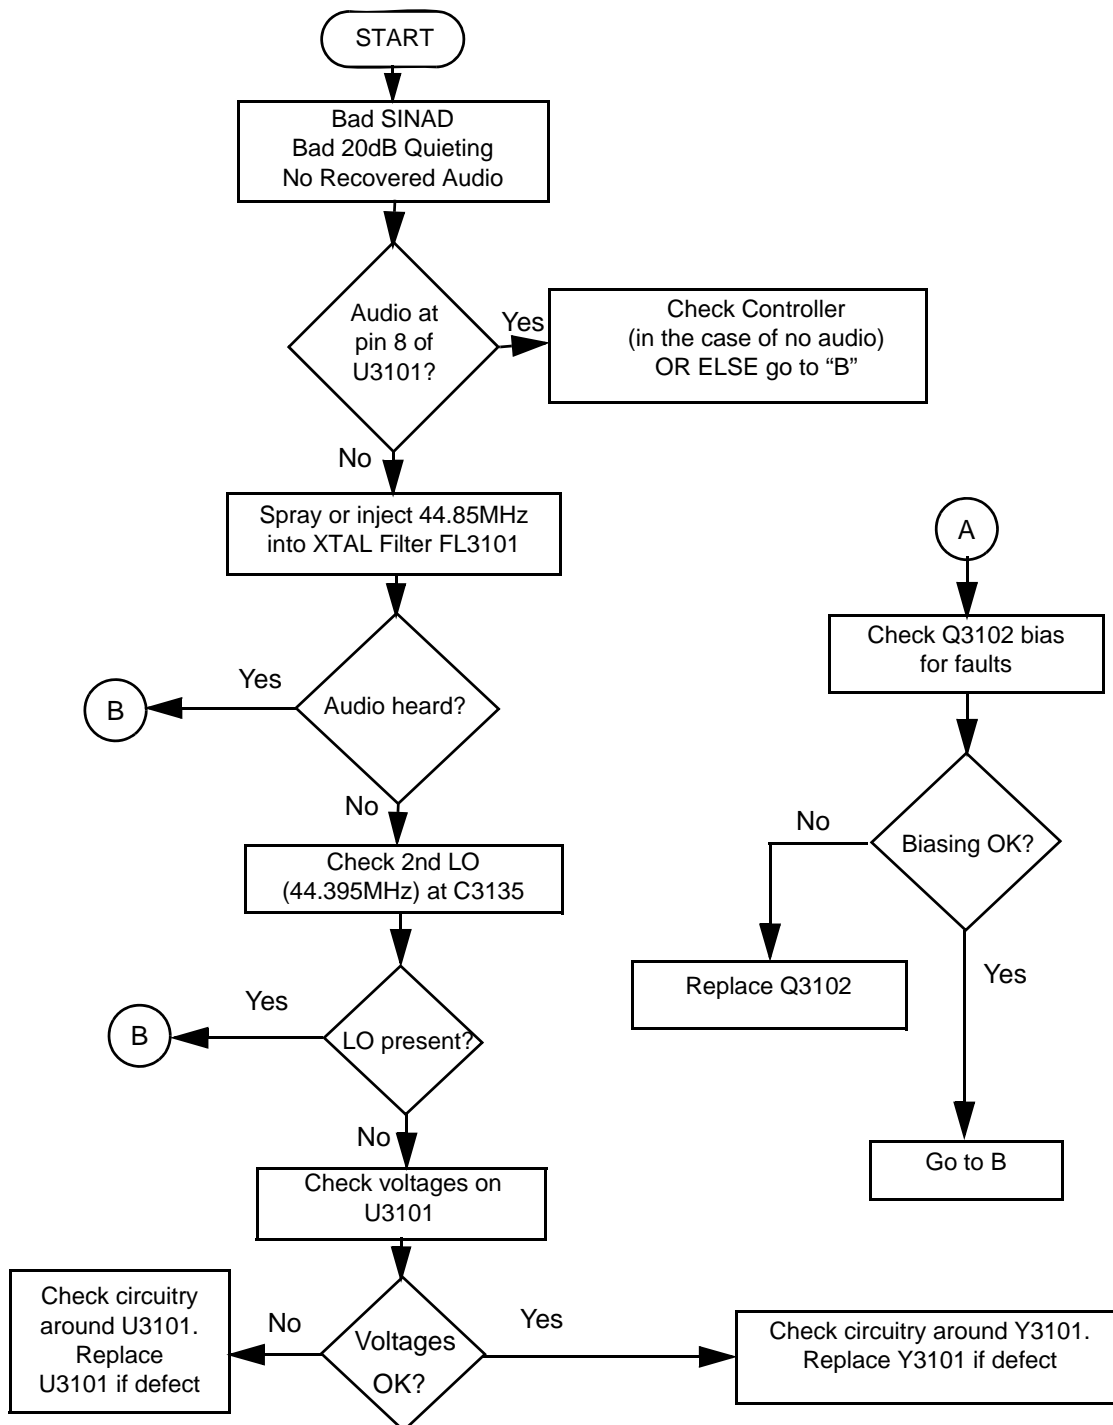 START
Bad SINAD
Bad 20dB Quieting
No Recovered Audio
Audio at
pin 8 of
U3101?
Yes
Check Controller
(in the case of no audio)
OR ELSE go to “B”
No
Spray or inject 44.85MHz
into XTAL Filter FL3101
Audio heard?
Yes
B
No
Check 2nd LO
(44.395MHz) at C3135
LO present?
Yes
B
No
Check voltages on
U3101
Voltages
OK?
No
Check circuitry
around U3101.
Replace
U3101 if defect
Yes
Check circuitry around Y3101.
Replace Y3101 if defect
A
Check Q3102 bias
for faults
Biasing OK?
No
Replace Q3102
Yes
Go to B